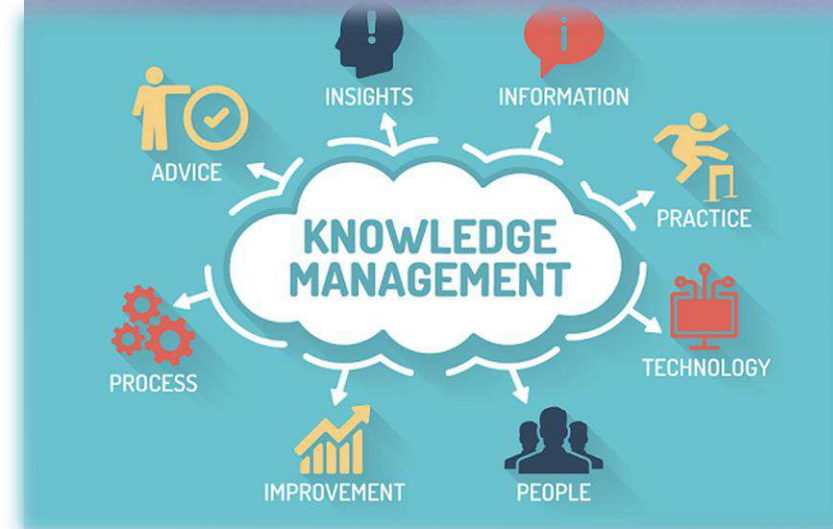 INSIGHTS
INFORMATION
ADVICE
PRACTICE
KNOWLEDGE
MANAGEMENT
TECHNOLOGY
PROCESS
IMPROVEMENT
PEOPLE